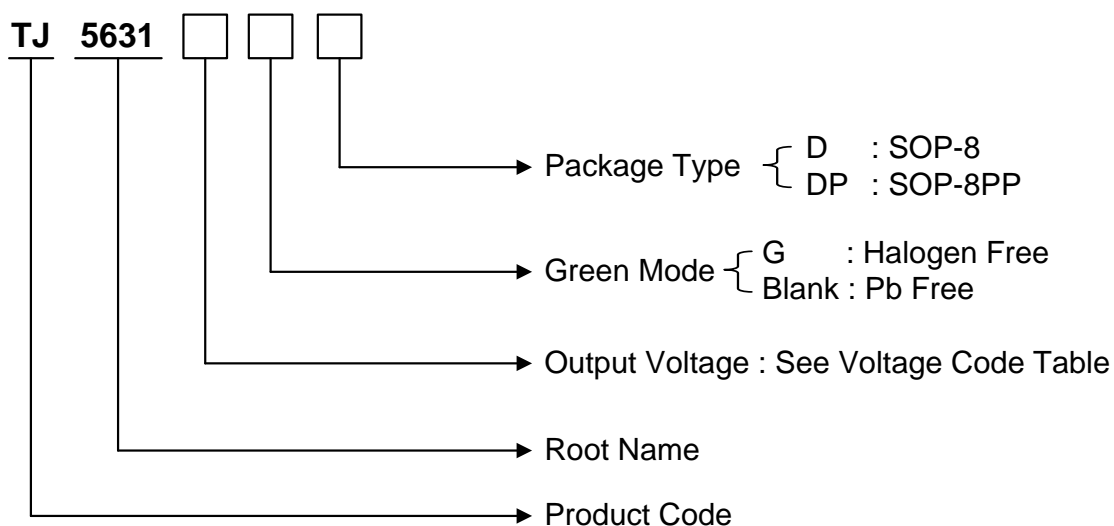 TJ 5631
Package Type D : SOP-8
DP : SOP-8PP
Green Mode G : Halogen Free
Blank : Pb Free
Output Voltage : See Voltage Code Table
Root Name
Product Code